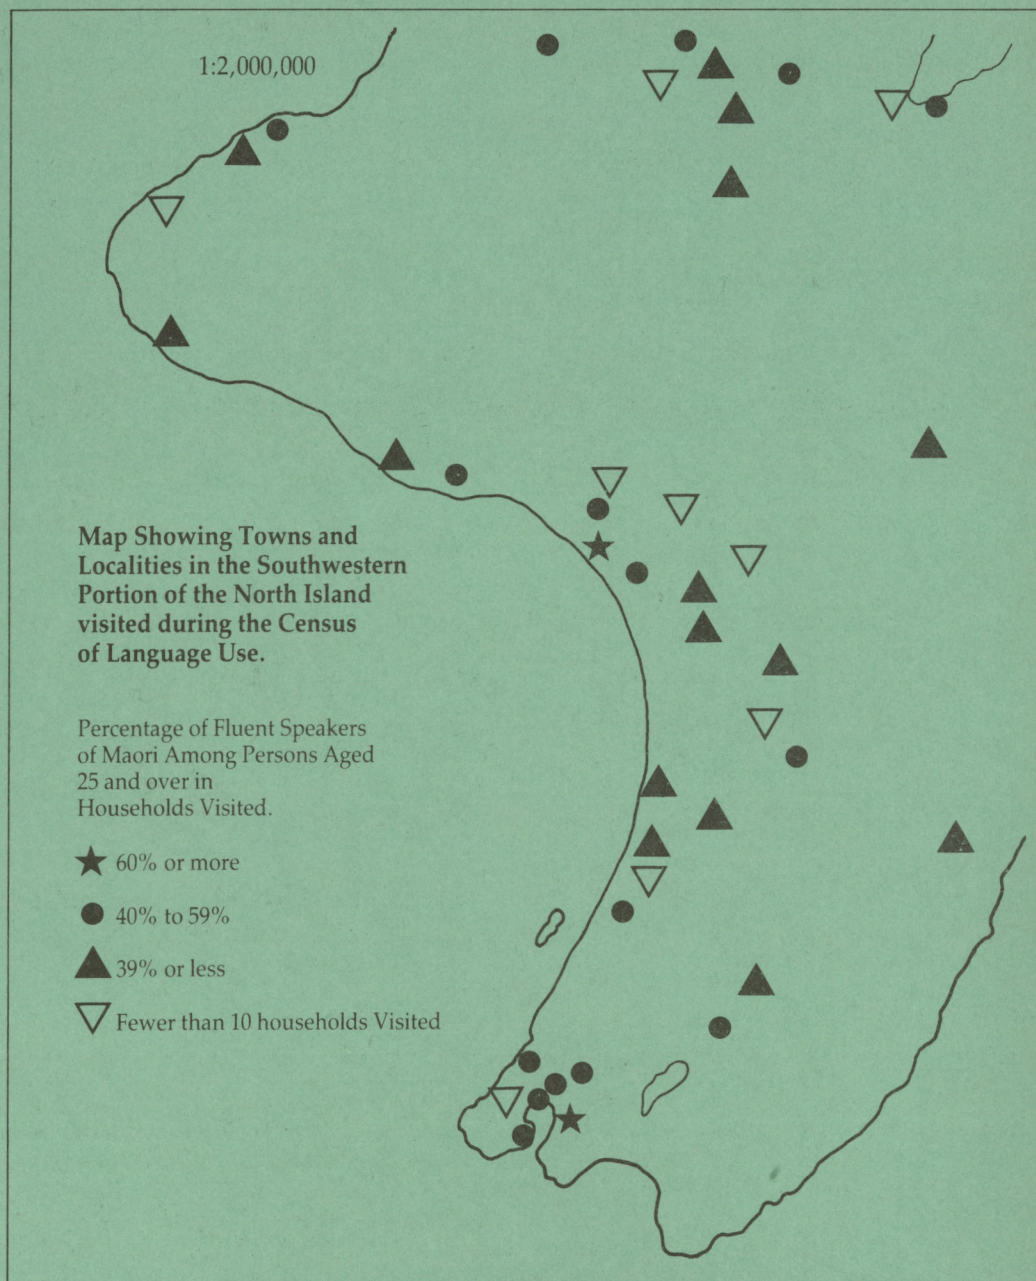 1:2,000,000
Map Showing Towns and
Localities in the Southwestern
Portion of the North Island
visited during the Census
of Language Use.
Percentage of Fluent Speakers
of Maori Among Persons Aged
25 and over in
Households Visited.
60% or more
40% to 59%
39% or less
Fewer than 10 households Visited